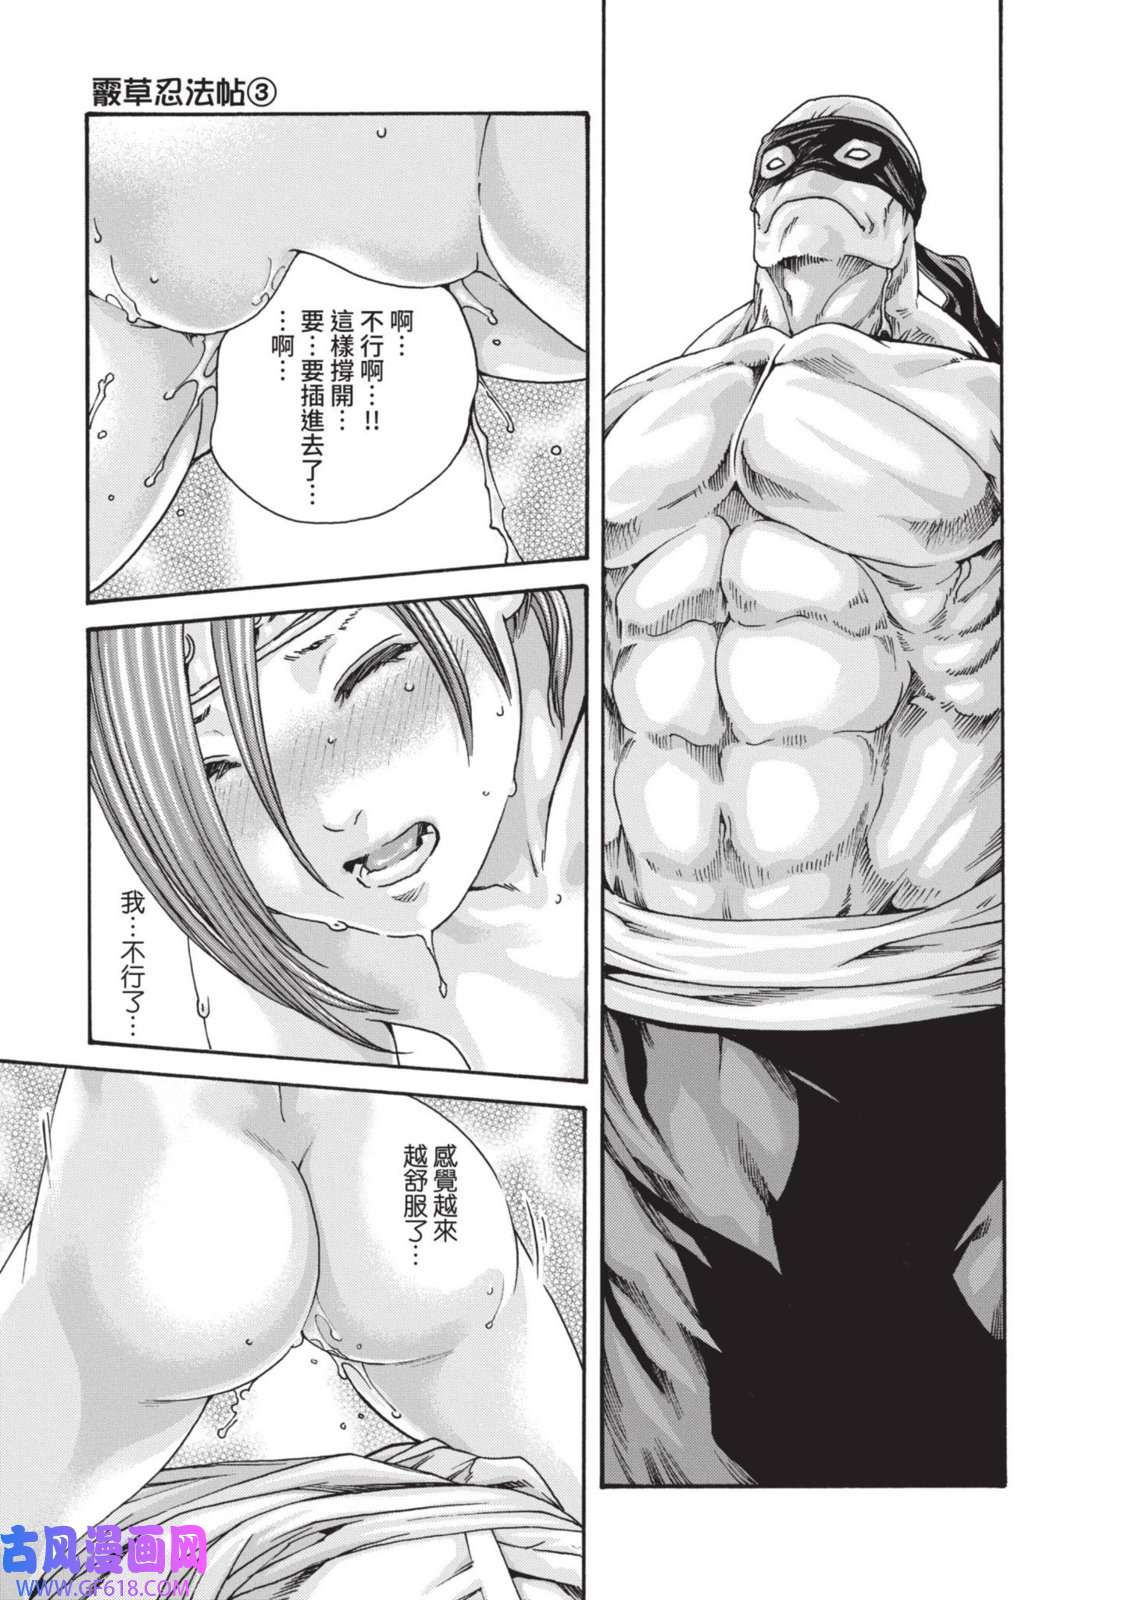 霞草忍法帖③
啊…
不行啊…!!
這樣撐開…
要…要插進去了…
…啊…
我…不行了…
感覺越來
越舒服了…
古风漫画网
WWW.GF618.COM